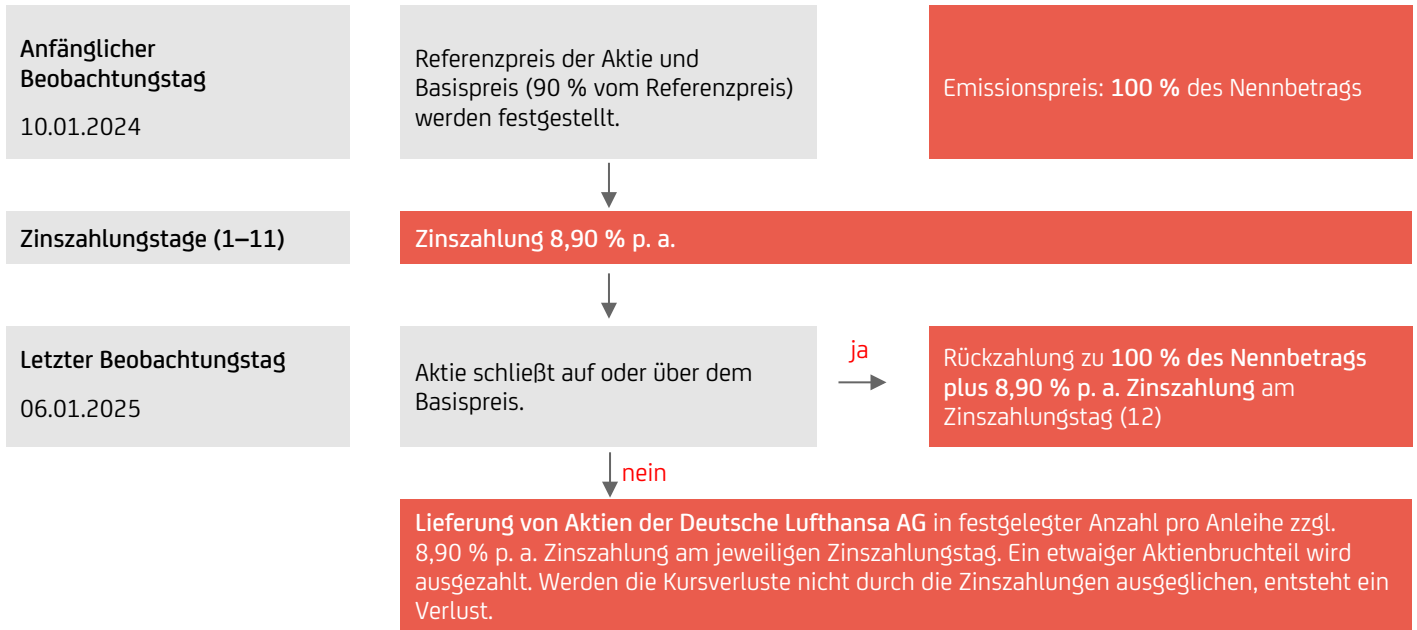 Anfänglicher
Beobachtungstag
10.01.2024
Referenzpreis der Aktie und
Basispreis (90 % vom Referenzpreis)
werden festgestellt.
Emissionspreis: 100 % des Nennbetrags
Zinszahlungstage (1–11)
Zinszahlung 8,90 % p. a.
Letzter Beobachtungstag
06.01.2025
Aktie schließt auf oder über dem
Basispreis.
ja
Rückzahlung zu 100 % des Nennbetrags
plus 8,90 % p. a. Zinszahlung am
Zinszahlungstag (12)
nein
Lieferung von Aktien der Deutsche Lufthansa AG in festgelegter Anzahl pro Anleihe zzgl.
8,90 % p. a. Zinszahlung am jeweiligen Zinszahlungstag. Ein etwaiger Aktienbruchteil wird
ausgezahlt. Werden die Kursverluste nicht durch die Zinszahlungen ausgeglichen, entsteht ein
Verlust.